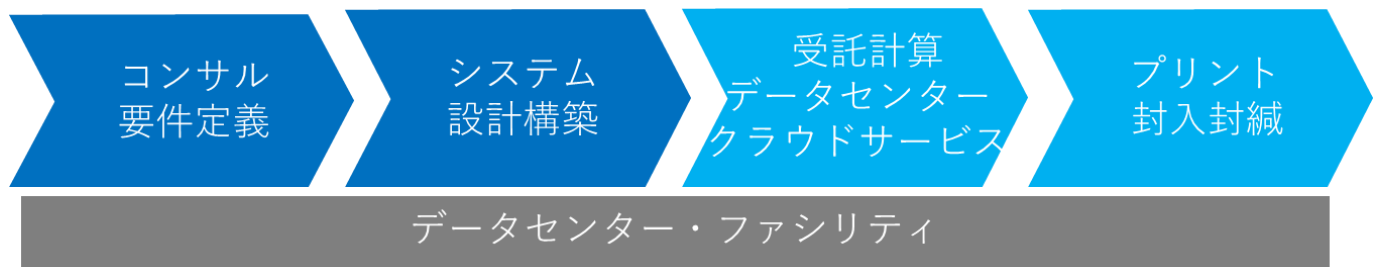 コンサル
要件定義
システム
設計構築
受託計算
データセンター
クラウドサービス
プリント
封入封緘
データセンター・ファシリティ